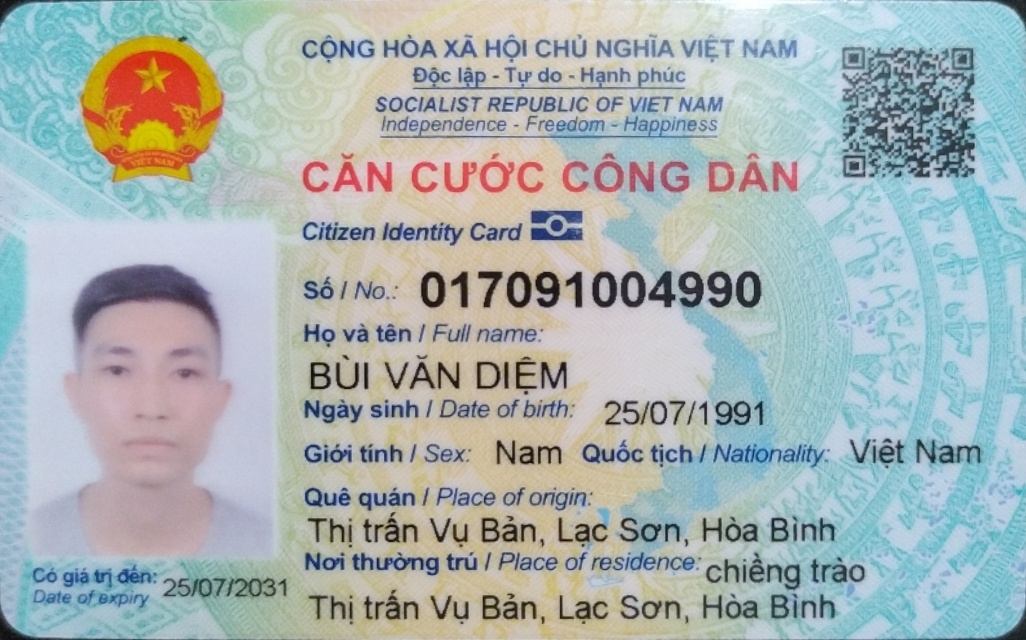 CỘNG HÒA XÃ HỘI CHỦ NGHĨA VIỆT NAM
Độc lập - Tự do - Hạnh phúc
SOCIALIST REPUBLIC OF VIET NAM
Independence - Freedom - Happiness
CĂN CƯỚC CÔNG DÂN
Citizen Identity Card
Số / No.: 017091004990
Họ và tên / Full name:
BÙI VĂN DIỆM
Ngày sinh / Date of birth: 25/07/1991
Giới tính / Sex: Nam Quốc tịch / Nationality: Việt Nam
Quê quán / Place of origin:
Thị trấn Vụ Bản, Lạc Sơn, Hòa Bình
Nơi thường trú / Place of residence: chiềng trào
Thị trấn Vụ Bản, Lạc Sơn, Hòa Bình
Có giá trị đến: 25/07/2031
Date of expiry
VIỆT NAM